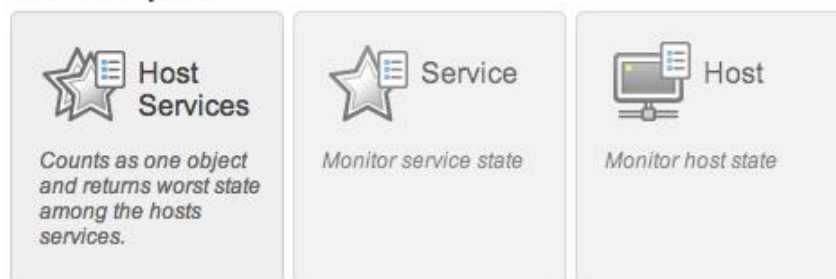 Host
Services
Counts as one object
and returns worst state
among the hosts
services.
Service
Monitor service state
Host
Monitor host state